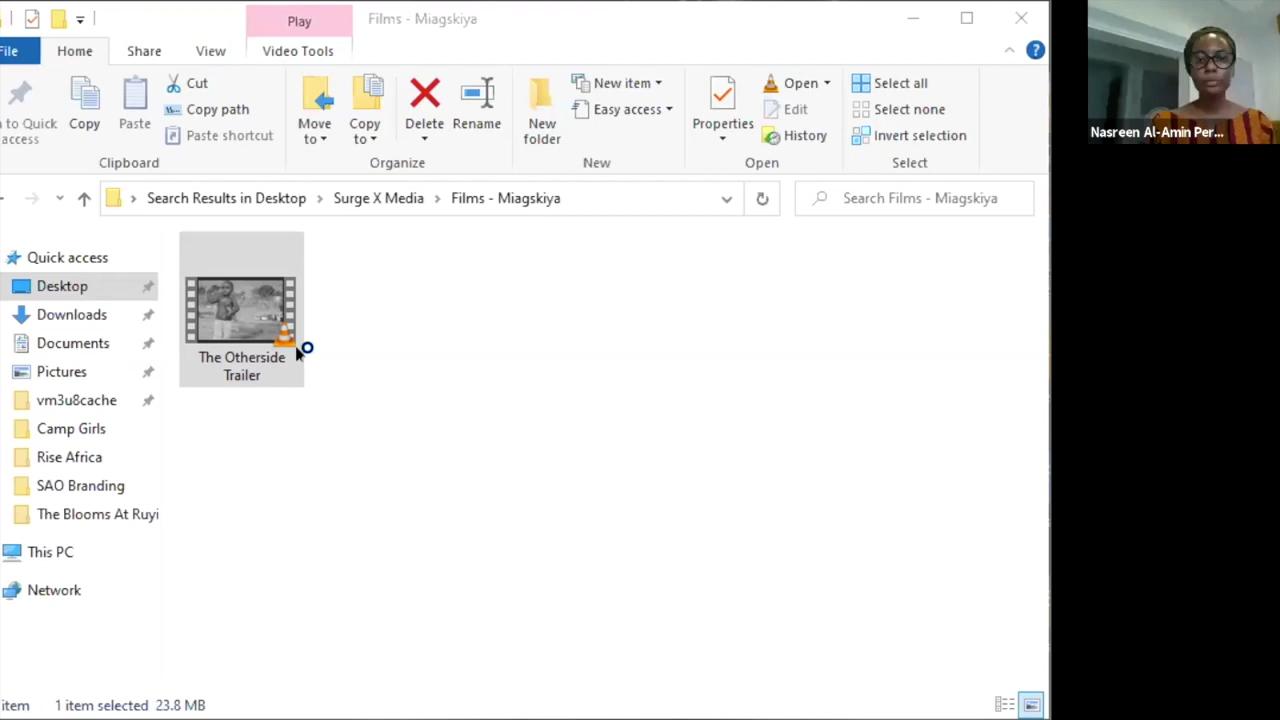 Play
Films - Miagskiya
File
Home
Share
View
Video Tools
Cut
Copy path
Paste shortcut
to Quick
access
Copy
Paste
Clipboard
Move
to
Copy
to
Delete
Rename
Organize
New
folder
New item
Easy access
New
Properties
Open
Edit
History
Open
Select all
Select none
Invert selection
Select
Search Results in Desktop
Surge X Media
Films - Miagskiya
Search Films - Miagskiya
Quick access
Desktop
Downloads
Documents
Pictures
vm3u8cache
Camp Girls
Rise Africa
SAO Branding
The Blooms At Ruyi
This PC
Network
The Otherside
Trailer
item
1 item selected 23.8 MB
Nasreen Al-Amin Per...